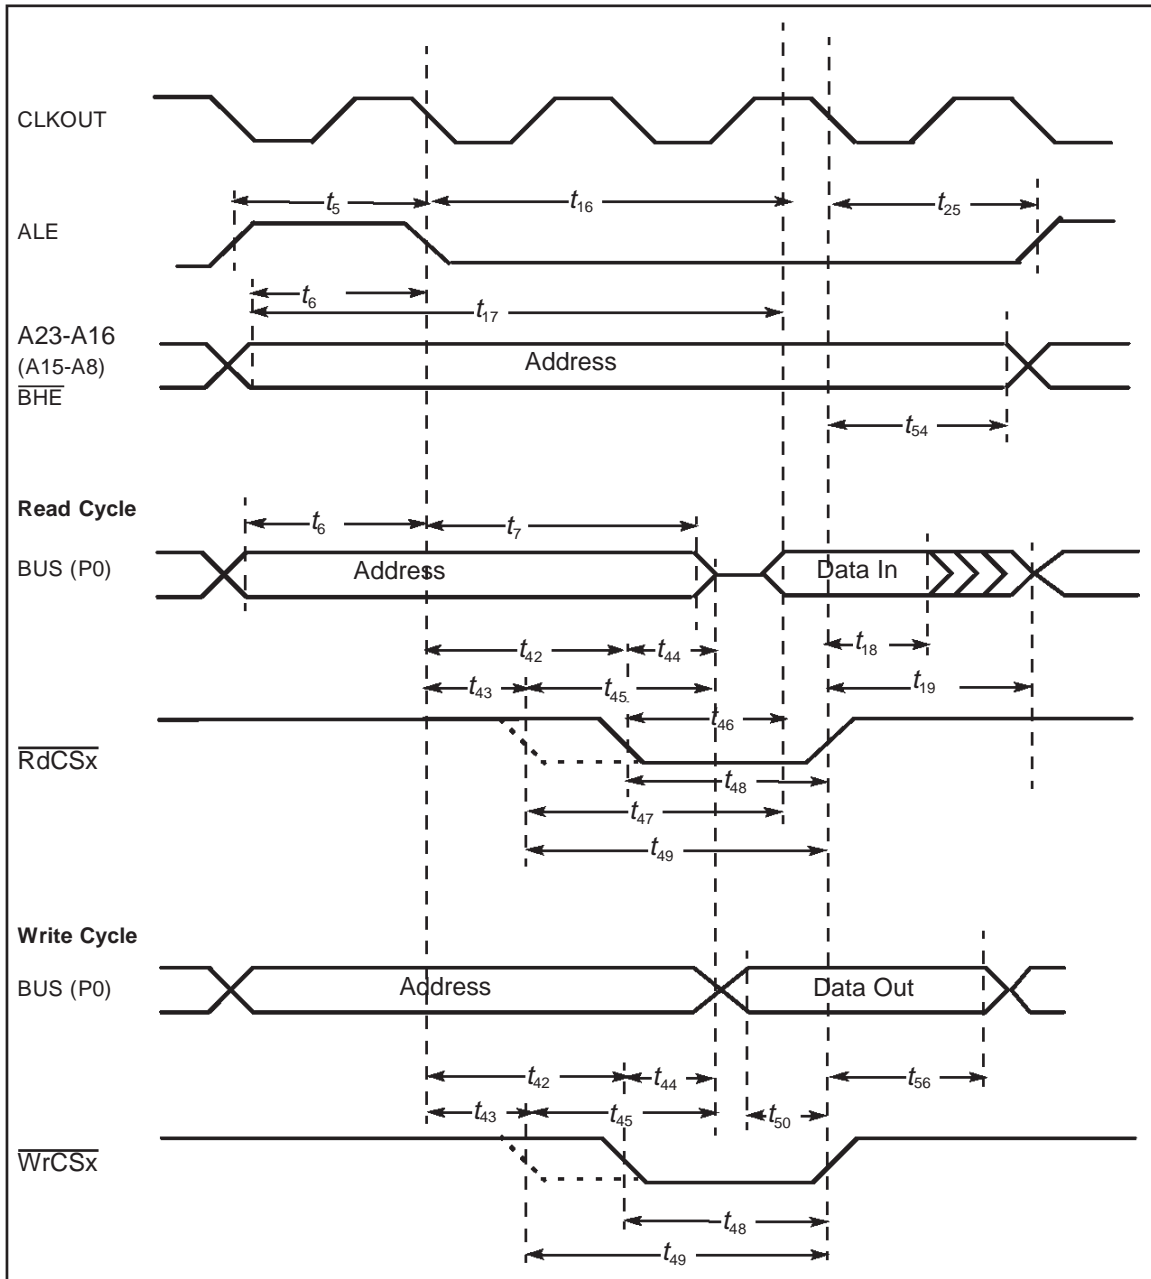 CLKOUT
t5
t16
t25
ALE
t6
t17
A23-A16
(A15-A8)
BHE
Address
t54
Read Cycle
t6
t7
BUS (P0)
Address
Data In
t42
t44
t18
t43
t45
t19
t46
RdCSx
t48
t47
t49
Write Cycle
BUS (P0)
Address
Data Out
t42
t44
t56
t43
t45
t50
WrCSx
t48
t49